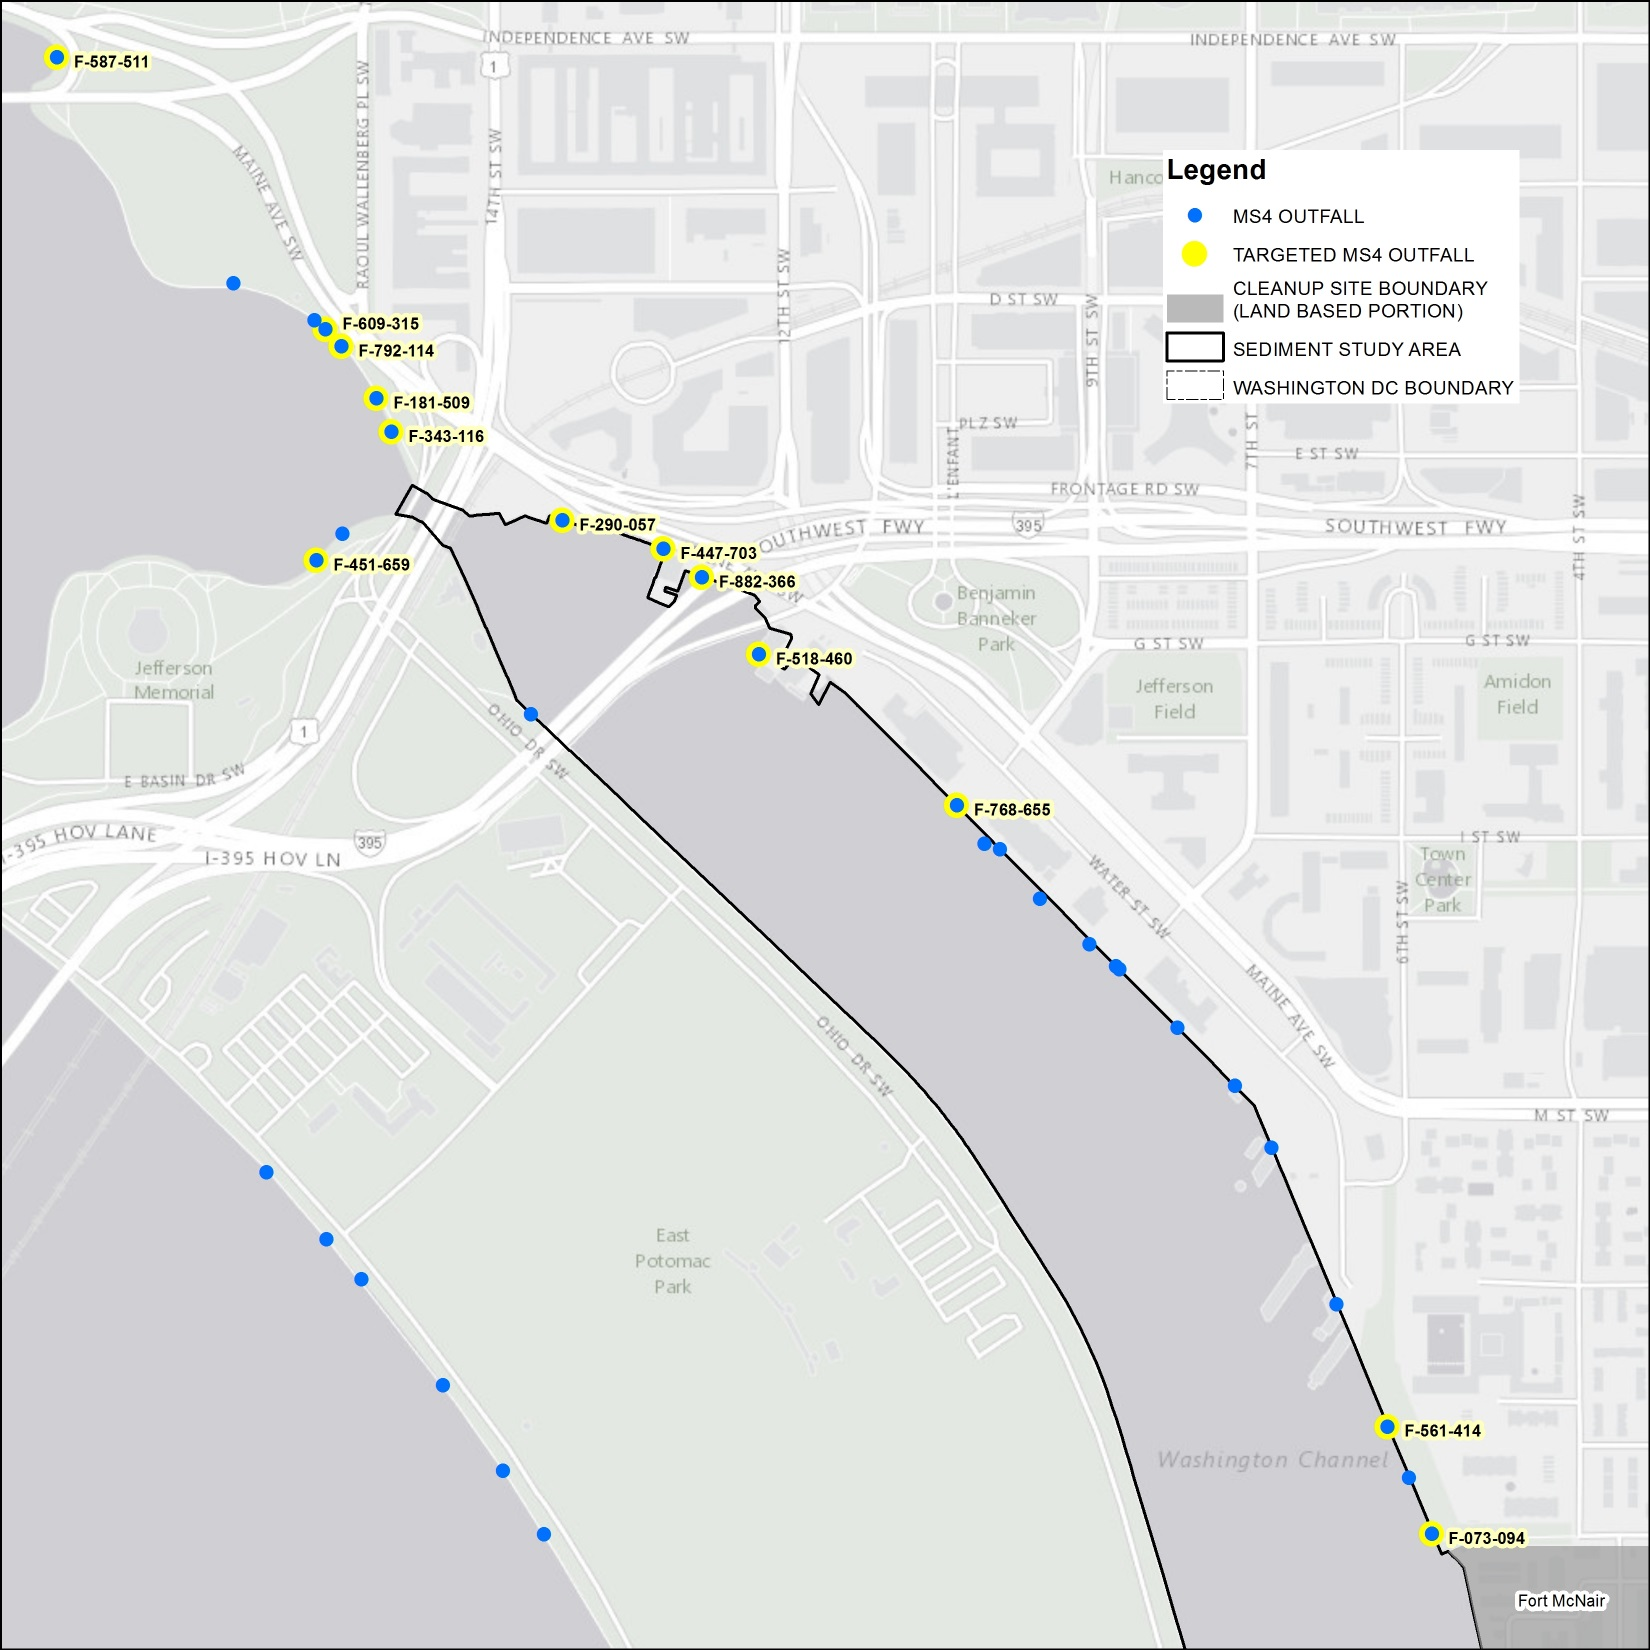 INDEPENDENCE AVE SW
INDEPENDENCE AVE SW
F-587-511
1
RAOUL WALLENBERG PL SW
14TH ST SW
MAINE AVE SW
Hanco
Legend
MS4 OUTFALL
TARGETED MS4 OUTFALL
CLEANUP SITE BOUNDARY
(LAND BASED PORTION)
SEDIMENT STUDY AREA
WASHINGTON DC BOUNDARY
12TH ST SW
D ST SW
9TH ST SW
F-609-315
F-792-114
F-181-509
F-343-116
PLZ SW
L'ENFANT
7TH ST
E ST SW
FRONTAGE RD SW
4TH ST SW
F-290-057
OUTHWEST FWY
395
SOUTHWEST FWY
F-447-703
F-451-659
NE
SW
F-882-366
Benjamin
Banneker
Park
G ST SW
G ST SW
F-518-460
Jefferson
Memorial
Jefferson
Field
Amidon
Field
1
OHIO DR SW
E BASIN DR SW
F-768-655
I-395 HOV LANE
I-395 HOV LN
395
I ST SW
Town
Center
Park
WATER ST SW
6TH ST SW
MAINE AVE SW
OHIO DR SW
M ST SW
East
Potomac
Park
F-561-414
Washington Channel
F-073-094
Fort McNair